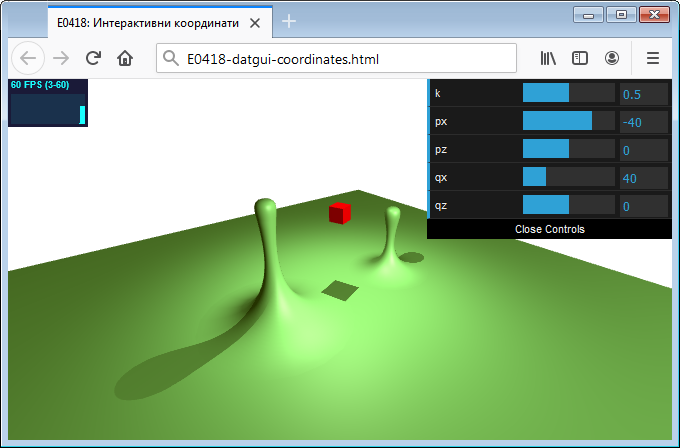 E0418: Интерактивни координати
E0418-datgui-coordinates.html
60 FPS (3-60)
k 0.5
px -40
pz 0
qx 40
qz 0
Close Controls